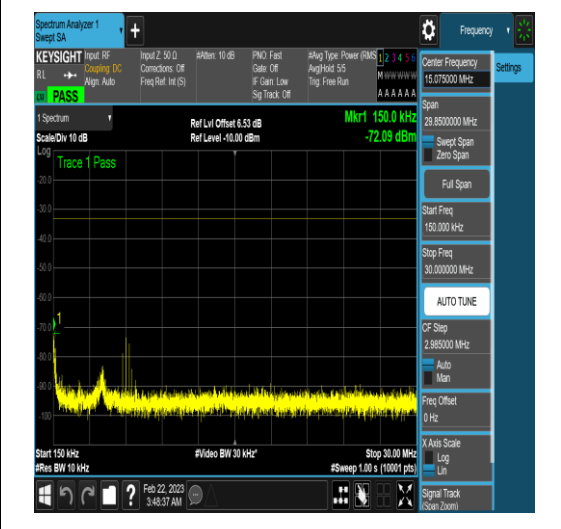 Spectrum Analyzer 1
Swept SA
+
Frequency
KEYSIGHT
RL
PASS
Input: RF
Coupling: DC
Align: Auto
Input Z: 50 Ω
Corrections: Off
Freq Ref: Int (S)
#Atten: 10 dB
PNO: Fast
Gate: Off
IF Gain: Low
Sig Track: Off
#Avg Type: Power (RMS
Avg|Hold: 5/5
Trig: Free Run
1 2 3 4 5 6
M w w w w w
A A A A A A
1 Spectrum
Scale/Div 10 dB
Ref Lvl Offset 6.53 dB
Ref Level -10.00 dBm
Mkr1 150.0 kHz
-72.09 dBm
Log
Trace 1 Pass
-20.0
-30.0
-40.0
-50.0
-60.0
-70.0
-80.0
-90.0
-100
1
Start 150 kHz
#Res BW 10 kHz
#Video BW 30 kHz*
Stop 30.00 MHz
#Sweep 1.00 s (10001 pts)
?
Feb 22, 2023
3:48:37 AM
Center Frequency
15.075000 MHz
Span
29.8500000 MHz
Swept Span
Zero Span
Full Span
Start Freq
150.000 kHz
Stop Freq
30.000000 MHz
AUTO TUNE
CF Step
2.985000 MHz
Auto
Man
Freq Offset
0 Hz
X Axis Scale
Log
Lin
Signal Track
(Span Zoom)
Settings